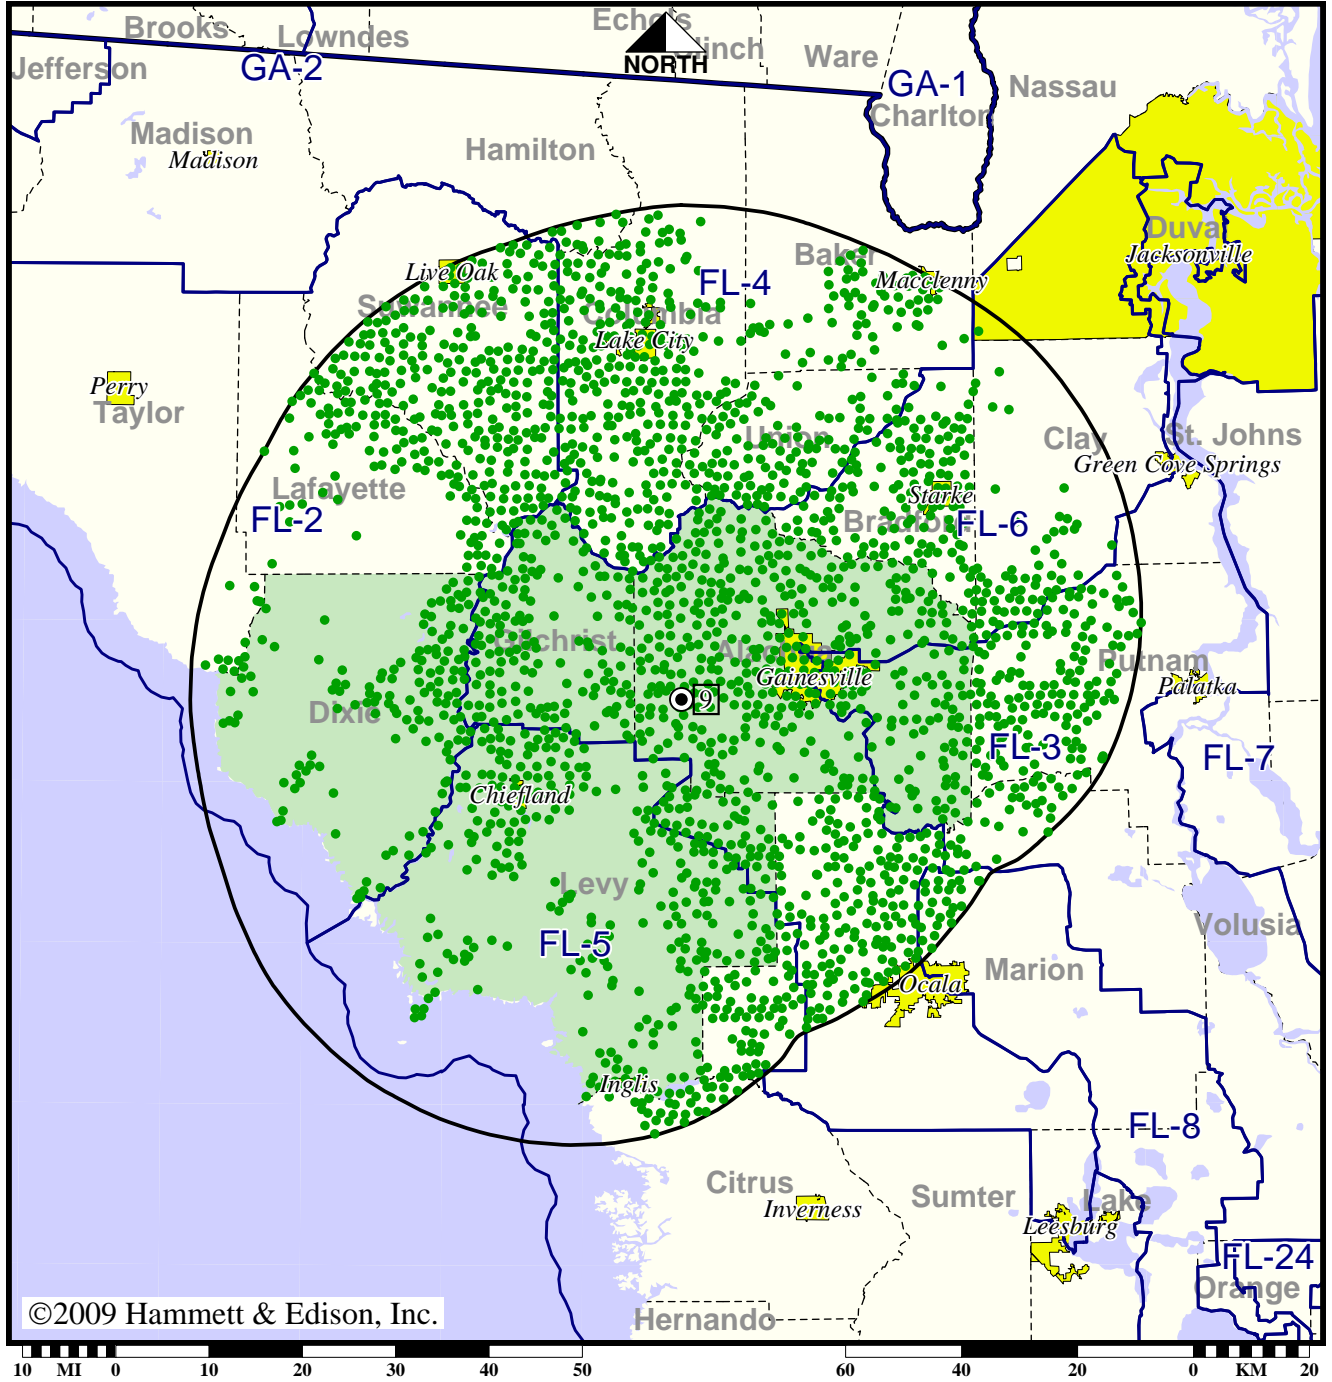 Echols
Brooks
Lowndes
Clinch
Ware
NORTH
Jefferson
GA-2
GA-1
Nassau
Charlton
Madison
Madison
Hamilton
Duval
Jacksonville
Baker
Macclenny
FL-4
Live Oak
Suwannee
Columbia
Lake City
Perry
Taylor
Union
Clay
St. Johns
Green Cove Springs
Lafayette
Starke
FL-2
Bradford
FL-6
Gilchrist
Alachua
Gainesville
Putnam
Palatka
9
Dixie
FL-3
FL-7
Chiefland
Levy
Volusia
FL-5
Marion
Ocala
Inglis
FL-8
Citrus
Inverness
Sumter
Lake
Leesburg
FL-24
Orange
©2009 Hammett & Edison, Inc.
Hernando
10 MI 0 10 20 30 40 50 60 40 20 0 KM 20